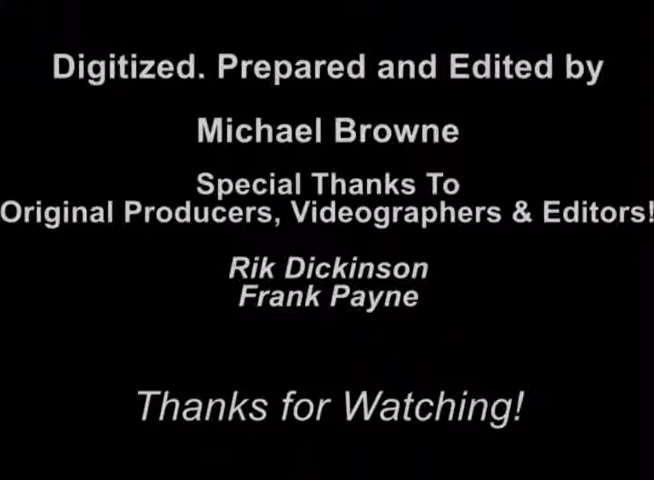 Digitized. Prepared and Edited by
Michael Browne
Special Thanks To
Original Producers, Videographers & Editors!
Rik Dickinson
Frank Payne
Thanks for Watching!